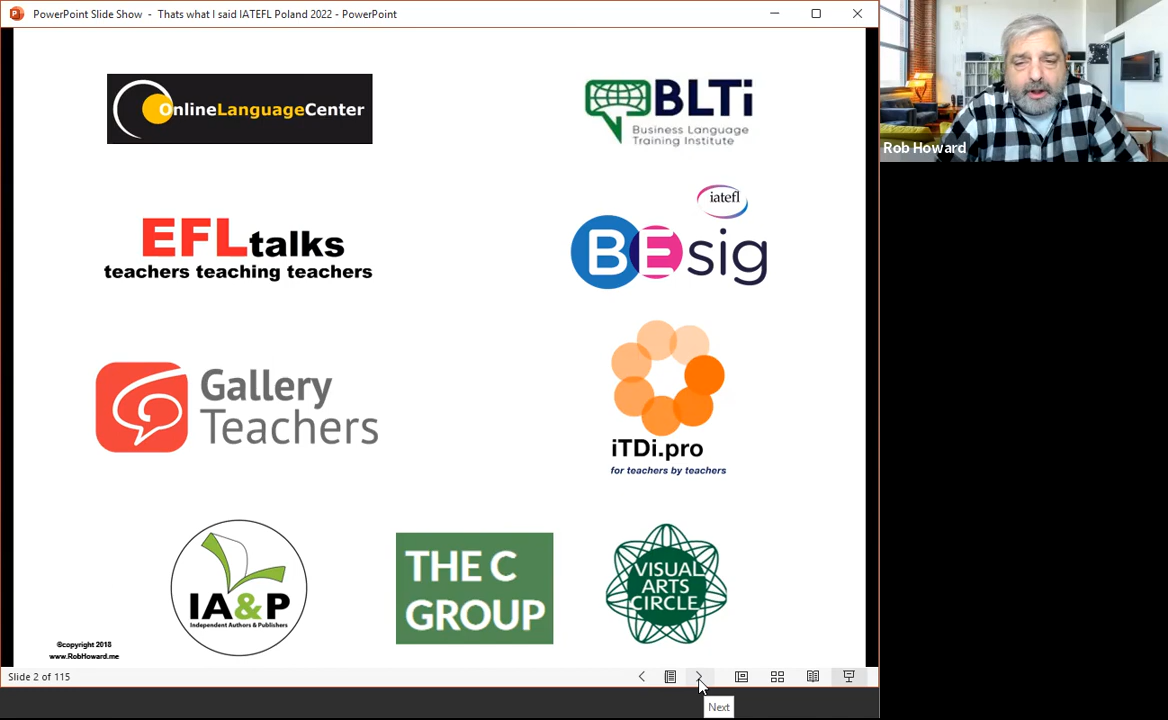 PowerPoint Slide Show - Thats what I said IATEFL Poland 2022 - PowerPoint
OnlineLanguageCenter
BLTi
Business Language
Training Institute
EFLtalks
teachers teaching teachers
iatefl
BEsig
Gallery
Teachers
iTDi.pro
for teachers by teachers
IA&P
Independent Authors & Publishers
THE C
GROUP
VISUAL
ARTS
CIRCLE
©copyright 2018
www.RobHoward.me
Slide 2 of 115
Next
Rob Howard